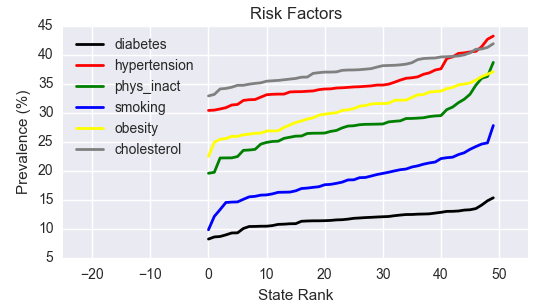 Risk Factors
45
40
35
30
25
20
15
10
5
Prevalence (%)
diabetes
hypertension
phys_inact
smoking
obesity
cholesterol
−20 −10 0 10 20 30 40 50
State Rank